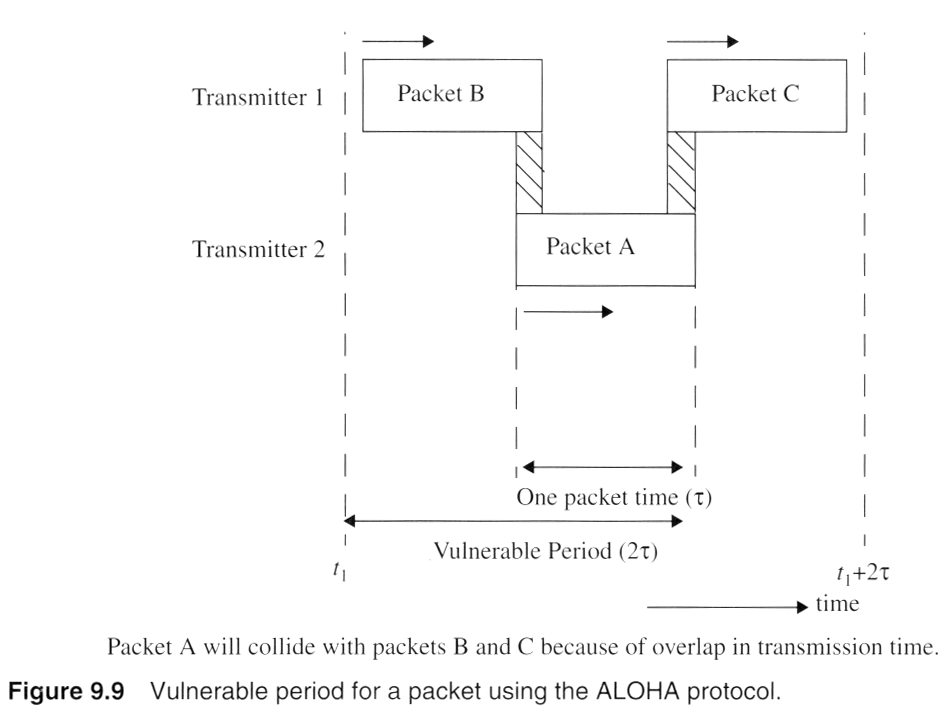 Transmitter 1
Packet B
Packet C
Transmitter 2
Packet A
One packet time (τ)
Vulnerable Period (2τ)
t₁
t₁+2τ
time
Packet A will collide with packets B and C because of overlap in transmission time.
Figure 9.9 Vulnerable period for a packet using the ALOHA protocol.